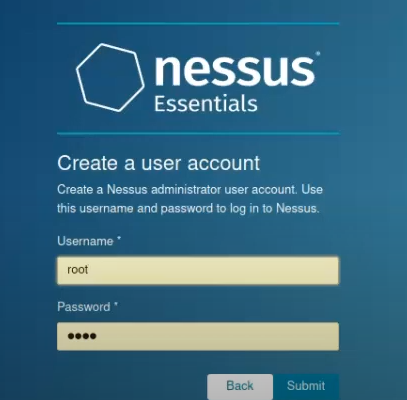 nessus®
Essentials
Create a user account
Create a Nessus administrator user account. Use
this username and password to log in to Nessus.
Username *
root
Password *
●●●●
Back Submit